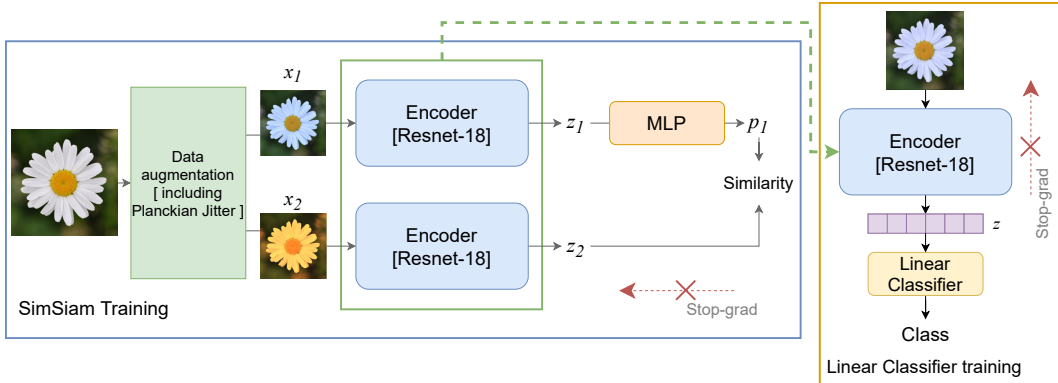 x1
x2
Data
augmentation
[ including
Planckian Jitter ]
Encoder
[Resnet-18]
Encoder
[Resnet-18]
z1
MLP
p1
Similarity
z2
Stop-grad
SimSiam Training
Encoder
[Resnet-18]
Stop-grad
z
Linear
Classifier
Class
Linear Classifier training